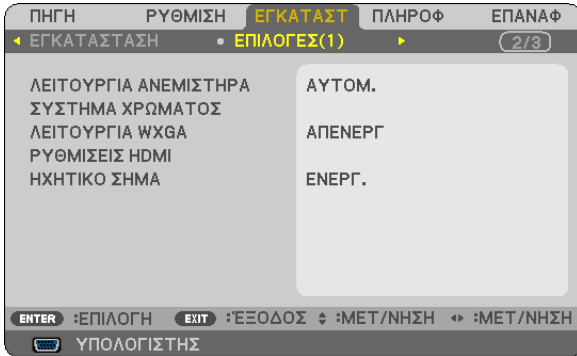 ΠΗΓΗ ΡΥΘΜΙΣΗ ΕΓΚΑΤΑΣΤ ΠΛΗΡΟΦ ΕΠΑΝΑΦ
ΕΓΚΑΤΑΣΤΑΣΗ • ΕΠΙΛΟΓΕΣ(1) 2/3
ΛΕΙΤΟΥΡΓΙΑ ΑΝΕΜΙΣΤΗΡΑ ΑΥΤΟΜ.
ΣΥΣΤΗΜΑ ΧΡΩΜΑΤΟΣ
ΛΕΙΤΟΥΡΓΙΑ WXGA ΑΠΕΝΕΡΓ
ΡΥΘΜΙΣΕΙΣ HDMI
ΗΧΗΤΙΚΟ ΣΗΜΑ ΕΝΕΡΓ.
ENTER :ΕΠΙΛΟΓΗ EXIT :ΈΞΟΔΟΣ :ΜΕΤ/ΝΗΣΗ :ΜΕΤ/ΝΗΣΗ
ΥΠΟΛΟΓΙΣΤΗΣ